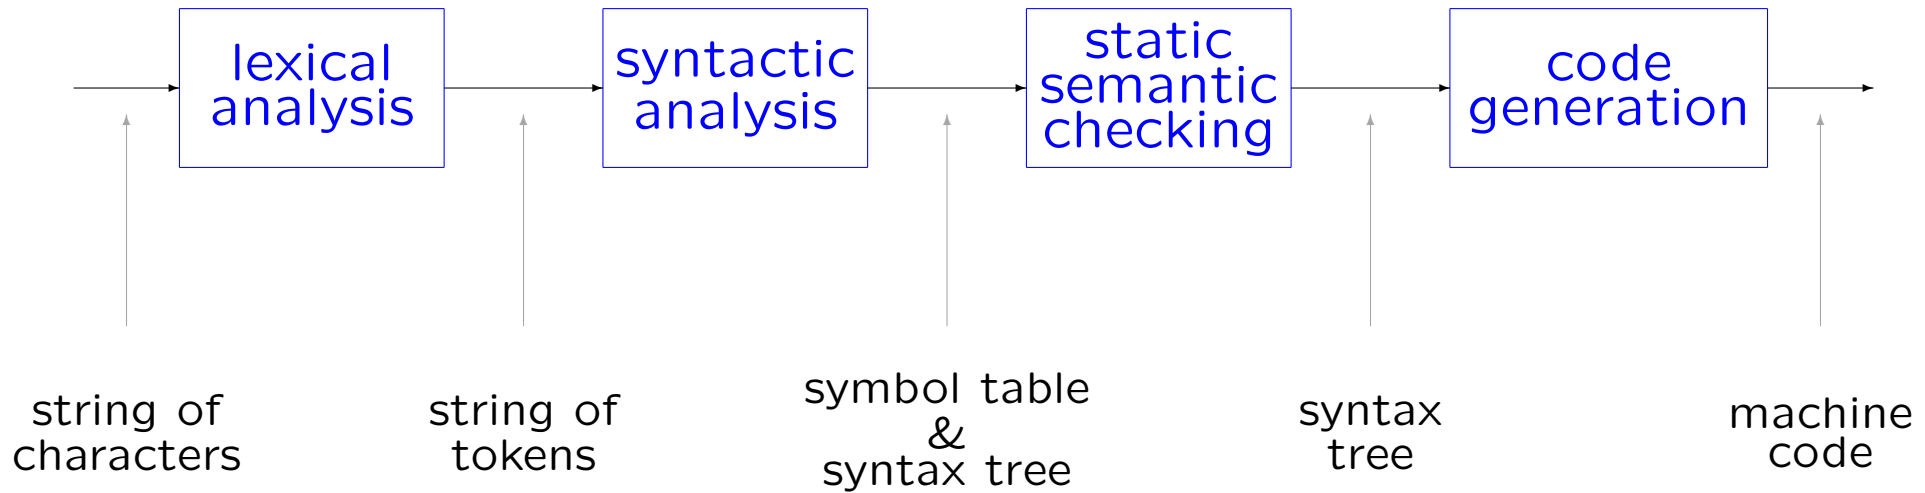 lexical
analysis
syntactic
analysis
static
semantic
checking
code
generation
string of
characters
string of
tokens
symbol table
&
syntax tree
syntax
tree
machine
code